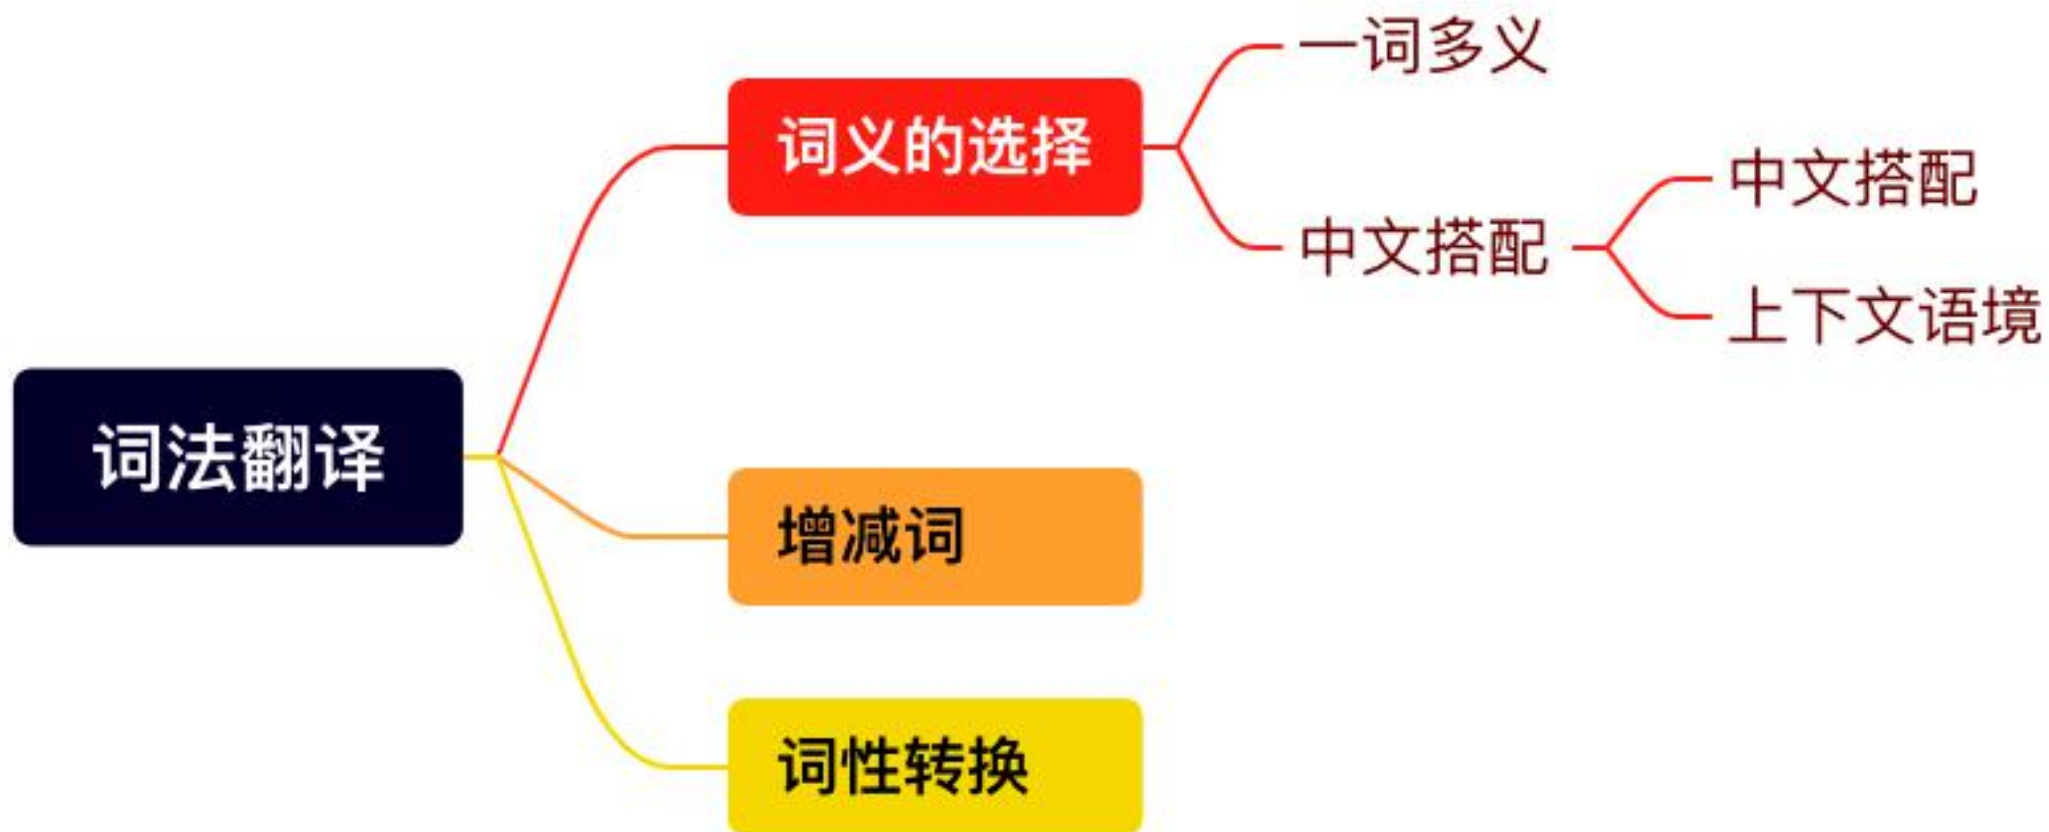 一词多义
词义的选择
中文搭配
中文搭配
上下文语境
词法翻译
增减词
词性转换